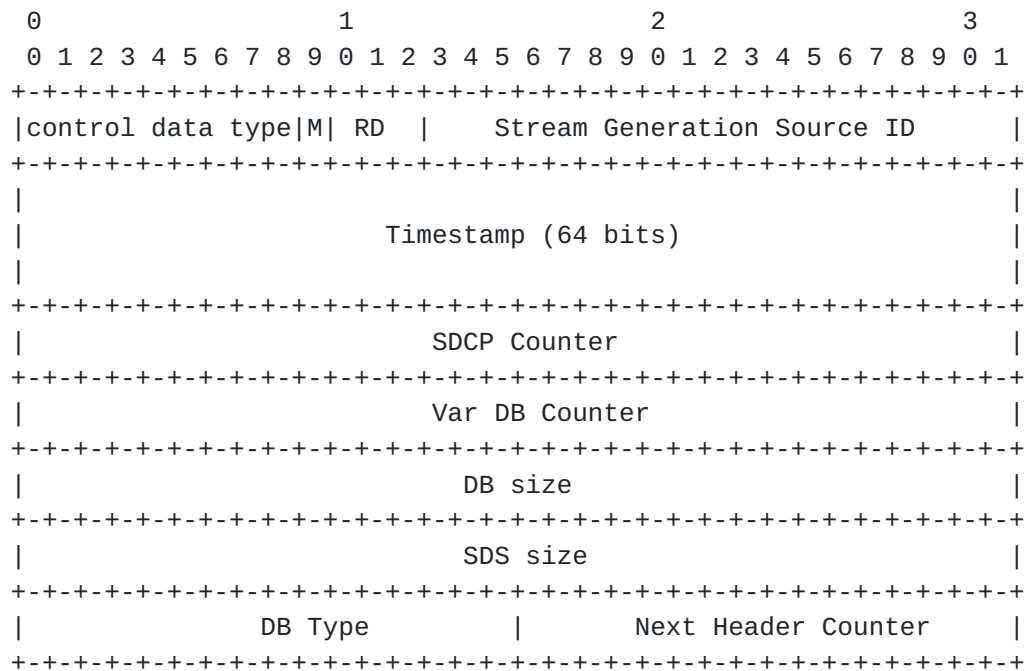 0                   1                   2                   3
 0 1 2 3 4 5 6 7 8 9 0 1 2 3 4 5 6 7 8 9 0 1 2 3 4 5 6 7 8 9 0 1
+-+-+-+-+-+-+-+-+-+-+-+-+-+-+-+-+-+-+-+-+-+-+-+-+-+-+-+-+-+-+-+-+
|control data type|M| RD  |    Stream Generation Source ID      |
+-+-+-+-+-+-+-+-+-+-+-+-+-+-+-+-+-+-+-+-+-+-+-+-+-+-+-+-+-+-+-+-+
|                                                               |
|                       Timestamp (64 bits)                     |
|                                                               |
+-+-+-+-+-+-+-+-+-+-+-+-+-+-+-+-+-+-+-+-+-+-+-+-+-+-+-+-+-+-+-+-+
|                          SDCP Counter                         |
+-+-+-+-+-+-+-+-+-+-+-+-+-+-+-+-+-+-+-+-+-+-+-+-+-+-+-+-+-+-+-+-+
|                          Var DB Counter                       |
+-+-+-+-+-+-+-+-+-+-+-+-+-+-+-+-+-+-+-+-+-+-+-+-+-+-+-+-+-+-+-+-+
|                            DB size                            |
+-+-+-+-+-+-+-+-+-+-+-+-+-+-+-+-+-+-+-+-+-+-+-+-+-+-+-+-+-+-+-+-+
|                            SDS size                           |
+-+-+-+-+-+-+-+-+-+-+-+-+-+-+-+-+-+-+-+-+-+-+-+-+-+-+-+-+-+-+-+-+
|               DB Type         |       Next Header Counter     |
+-+-+-+-+-+-+-+-+-+-+-+-+-+-+-+-+-+-+-+-+-+-+-+-+-+-+-+-+-+-+-+-+